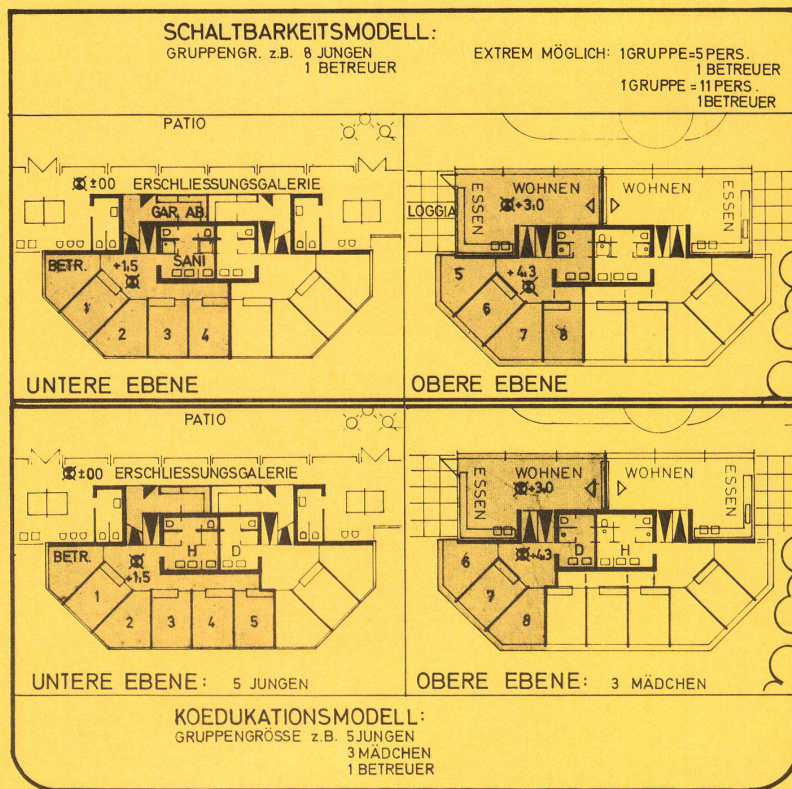 SCHALTBARKEITSMODELL:
GRUPPENGR. z.B. 8 JUNGEN
1 BETREUER
EXTREM MÖGLICH: 1GRUPPE=5 PERS.
1 BETREUER
1GRUPPE = 11 PERS.
1BETREUER
PATIO
±00 ERSCHLIESSUNGSGALERIE
GAR. AB.
SANI
BETR.
+1,5
1
2
3
4
UNTERE EBENE
LOGGIA
ESSEN
WOHNEN
+3,0
WOHNEN
ESSEN
+4,3
5
6
7
8
OBERE EBENE
PATIO
±00 ERSCHLIESSUNGSGALERIE
BETR.
H
D
+1,5
1
2
3
4
5
UNTERE EBENE: 5 JUNGEN
ESSEN
WOHNEN
+3,0
WOHNEN
ESSEN
+4,3
D
H
6
7
8
OBERE EBENE: 3 MÄDCHEN
KOEDUKATIONSMODELL:
GRUPPENGRÖSSE z.B. 5 JUNGEN
3 MÄDCHEN
1 BETREUER